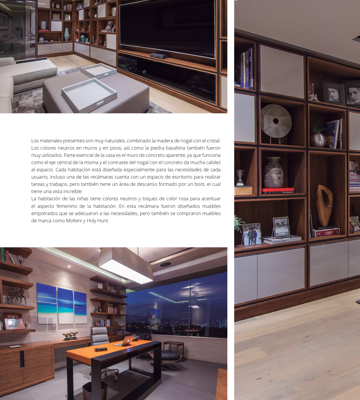 Los materiales presentes son muy naturales, combinando la madera de nogal con el cristal.
Los colores neutros en muros y en pisos, así como la piedra basaltina también fueron
muy utilizados. Parte esencial de la casa es el muro de concreto aparente, ya que funciona
como el eje central de la misma y el contraste del nogal con el concreto da mucha calidez
al espacio. Cada habitación está diseñada especialmente para las necesidades de cada
usuario, incluso una de las recámaras cuenta con un espacio de escritorio para realizar
tareas y trabajos, pero también tiene un área de descanso formado por un boxet, el cual
tiene una vista increíble.
La habitación de las niñas tiene colores neutros y toques de color rosa para acentuar
el aspecto femenino de la habitación. En esta recámara fueron diseñados muebles
empotrados que se adecuaron a las necesidades, pero también se compraron muebles
de marca como Molteni y Holy Hunt.